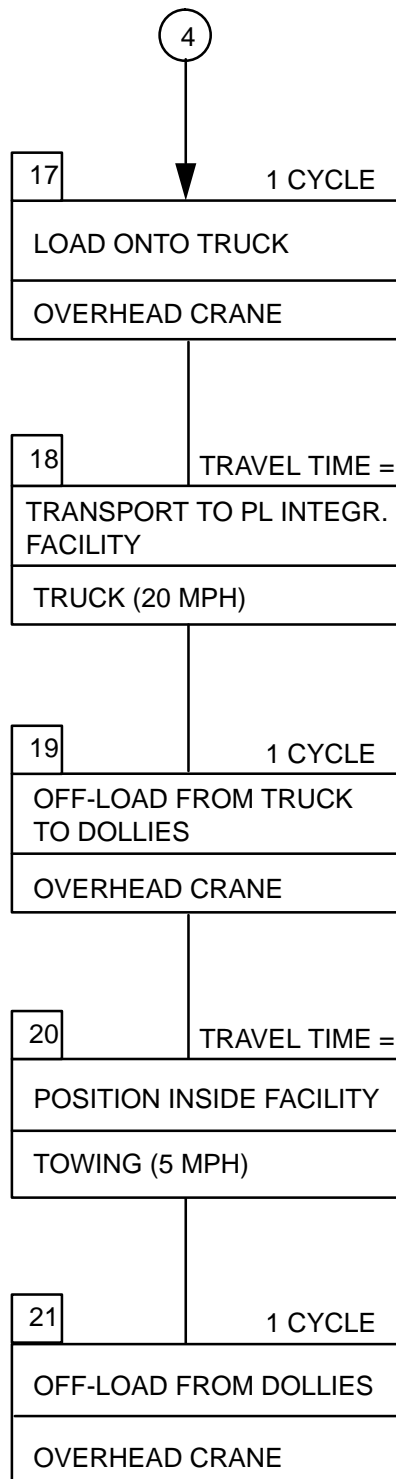 4
17
1 CYCLE
LOAD ONTO TRUCK
OVERHEAD CRANE
18
TRAVEL TIME =
TRANSPORT TO PL INTEGR.
FACILITY
TRUCK (20 MPH)
19
1 CYCLE
OFF-LOAD FROM TRUCK
TO DOLLIES
OVERHEAD CRANE
20
TRAVEL TIME =
POSITION INSIDE FACILITY
TOWING (5 MPH)
21
1 CYCLE
OFF-LOAD FROM DOLLIES
OVERHEAD CRANE